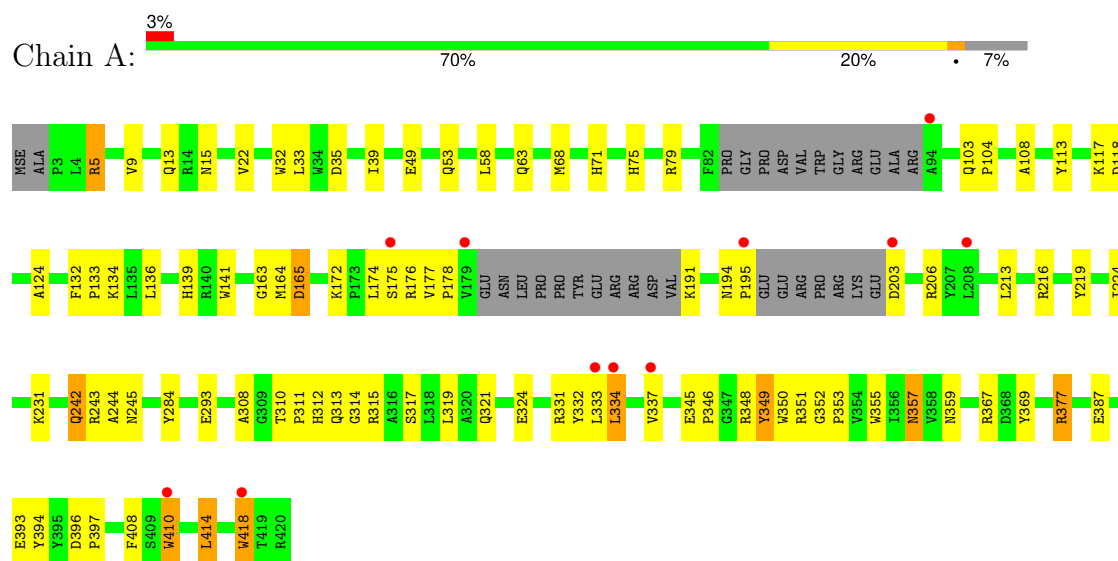 3%
Chain A:
70% 20% • 7%
MSE ALA P3 L4 R5 V9 Q13 R14 N15 V22 W32 L33 W34 D35 I39 E49 Q53 L58 Q63 M68 H71 H75 R79 F82 PRO GLY PRO ASP VAL TRP GLY ARG GLU ALA ARG A94 Q103 P104 A108 Y113 K117 D118
A124 F132 P133 K134 L135 L136 H139 R140 W141 G163 M164 D165 K172 P173 L174 S175 R176 V177 P178 V179 GLU ASN LEU PRO PRO TYR GLU ARG ARG ASP VAL K191 N194 P195 GLU GLU ARG PRO ARG LYS GLU D203 R206 Y207 L208 L213 R216 Y219
K231 Q242 R243 A244 N245 Y284 E293 A308 G309 T310 P311 H312 Q313 G314 R315 A316 S317 L318 L319 A320 Q321 E324 R331 Y332 L333 L334 V337 E345 P346 G347 R348 Y349 W350 R351 G352 P353 V354 W355 I356 N357 V358 N359 R367 D368 Y369 R377 E387
E393 Y394 Y395 D396 P397 F408 S409 W410 L414 W418 T419 R420